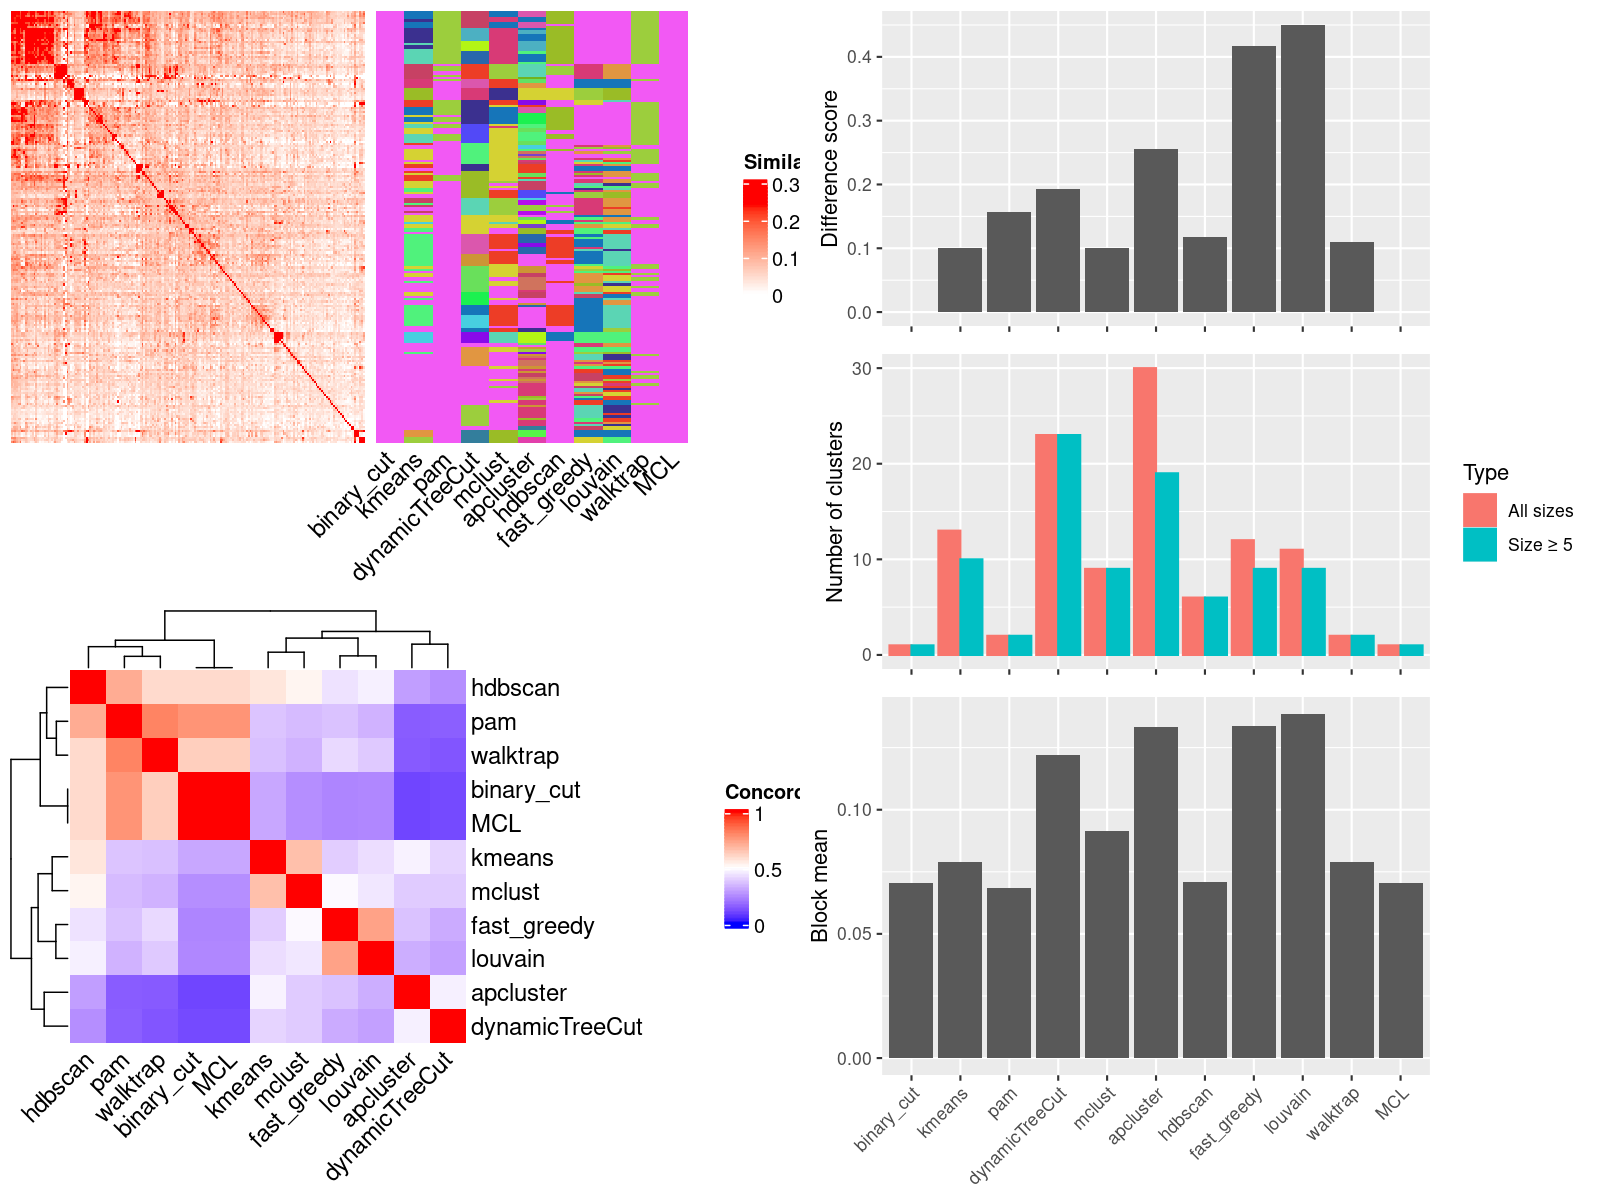 Simila
0.3
0.2
0.1
0
binary_cut
kmeans
pam
dynamicTreeCut
mclust
apcluster
hdbscan
fast_greedy
louvain
walktrap
MCL
hdbscan
pam
walktrap
binary_cut
MCL
kmeans
mclust
fast_greedy
louvain
apcluster
dynamicTreeCut
hdbscan
pam
walktrap
binary_cut
MCL
kmeans
mclust
fast_greedy
louvain
apcluster
dynamicTreeCut
Concord
1
0.5
0
Difference score
0.4
0.3
0.2
0.1
0.0
Number of clusters
30
20
10
0
Type
All sizes
Size ≥ 5
Block mean
0.10
0.05
0.00
binary_cut
kmeans
pam
dynamicTreeCut
mclust
apcluster
hdbscan
fast_greedy
louvain
walktrap
MCL